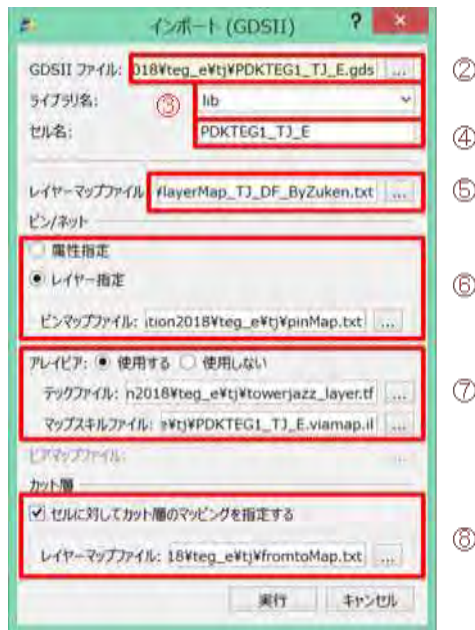 インポート (GDSII) ?
GDSII ファイル: 018¥teg_e¥tj¥PDKTEG1_TJ_E.gds ... ②
ライブラリ名: ③ lib
セル名: PDKTEG1_TJ_E ④
レイヤーマップファイル ¥layerMap_TJ_DF_ByZuken.txt ... ⑤
ピン/ネット
属性指定
レイヤー指定 ⑥
ピンマップファイル: ition2018¥teg_e¥tj¥pinMap.txt ...
アレイビア: 使用する 使用しない
テックファイル: n2018¥teg_e¥tj¥towerjazz_layer.tf ... ⑦
マップスキルファイル: e¥tj¥PDKTEG1_TJ_E.viamap.il ...
ビアマップファイル: ...
カット層
セルに対してカット層のマッピングを指定する
レイヤーマップファイル: 18¥teg_e¥tj¥fromtoMap.txt ... ⑧
実行 キャンセル